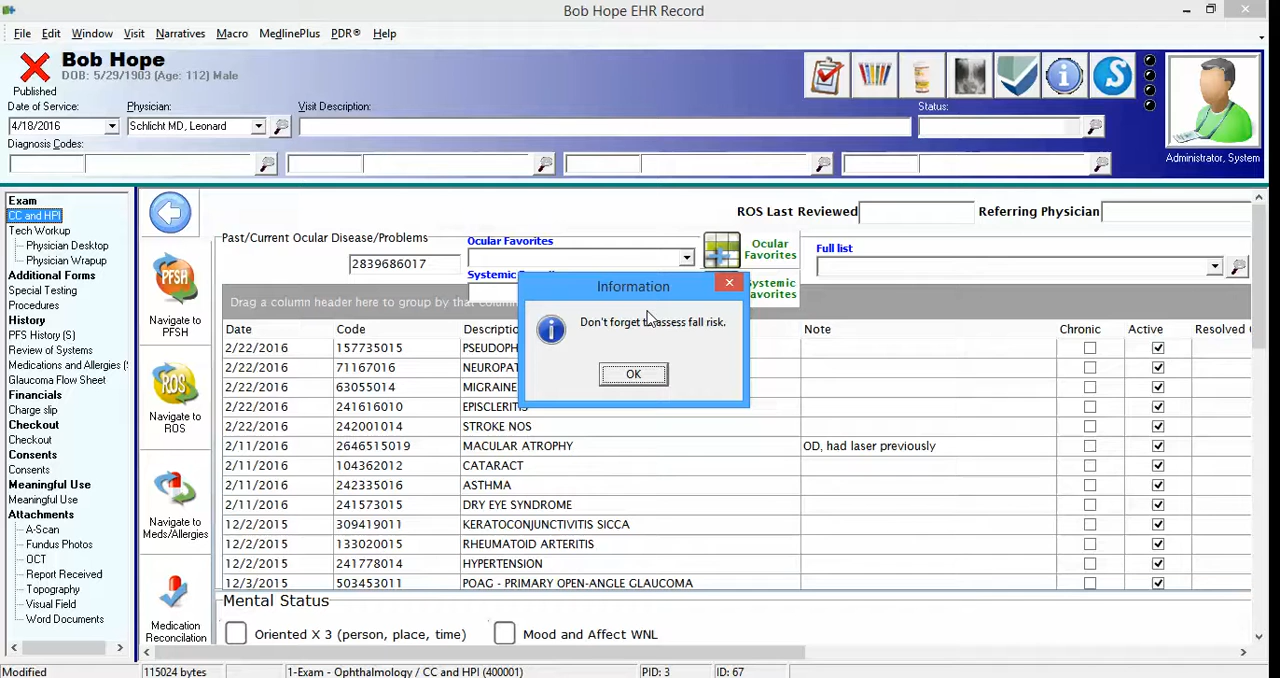 Bob Hope EHR Record
File Edit Window Visit Narratives Macro MedlinePlus PDR® Help
Bob Hope
DOB: 5/29/1903 (Age: 112) Male
Published
Date of Service: Physician: Visit Description: Status:
4/18/2016 Schlicht MD, Leonard
Diagnosis Codes:
Administrator, System
Exam
CC and HPI
Tech Workup
Physician Desktop
Physician Wrapup
Additional Forms
Special Testing
Procedures
History
PFS History (S)
Review of Systems
Medications and Allergies (S
Glaucoma Flow Sheet
Financials
Charge slip
Checkout
Checkout
Consents
Consents
Meaningful Use
Meaningful Use
Attachments
A-Scan
Fundus Photos
OCT
Report Received
Topography
Visual Field
Word Documents
PFSH
Navigate to
PFSH
ROS
Navigate to
ROS
Navigate to
Meds/Allergies
Medication
Reconciliation
ROS Last Reviewed Referring Physician
Past/Current Ocular Disease/Problems
2839686017
Ocular Favorites
Ocular
Favorites
Full list
Systemic
Drag a column header here to group by that
Information
Don't forget to assess fall risk.
OK
Date Code Descriptio Note Chronic Active Resolved
2/22/2016 157735015 PSEUDOPH
2/22/2016 71167016 NEUROPAT
2/22/2016 63055014 MIGRAINE
2/22/2016 241616010 EPISCLERITIS
2/22/2016 242001014 STROKE NOS
2/11/2016 2646515019 MACULAR ATROPHY OD, had laser previously
2/11/2016 104362012 CATARACT
2/11/2016 242335016 ASTHMA
2/11/2016 241573015 DRY EYE SYNDROME
12/2/2015 309419011 KERATOCONJUNCTIVITIS SICCA
12/2/2015 133020015 RHEUMATOID ARTERITIS
12/2/2015 241778014 HYPERTENSION
12/3/2015 503453011 POAG - PRIMARY OPEN-ANGLE GLAUCOMA
Mental Status
Oriented X 3 (person, place, time) Mood and Affect WNL
Modified 115024 bytes 1-Exam - Ophthalmology / CC and HPI (400001) PID: 3 ID: 67